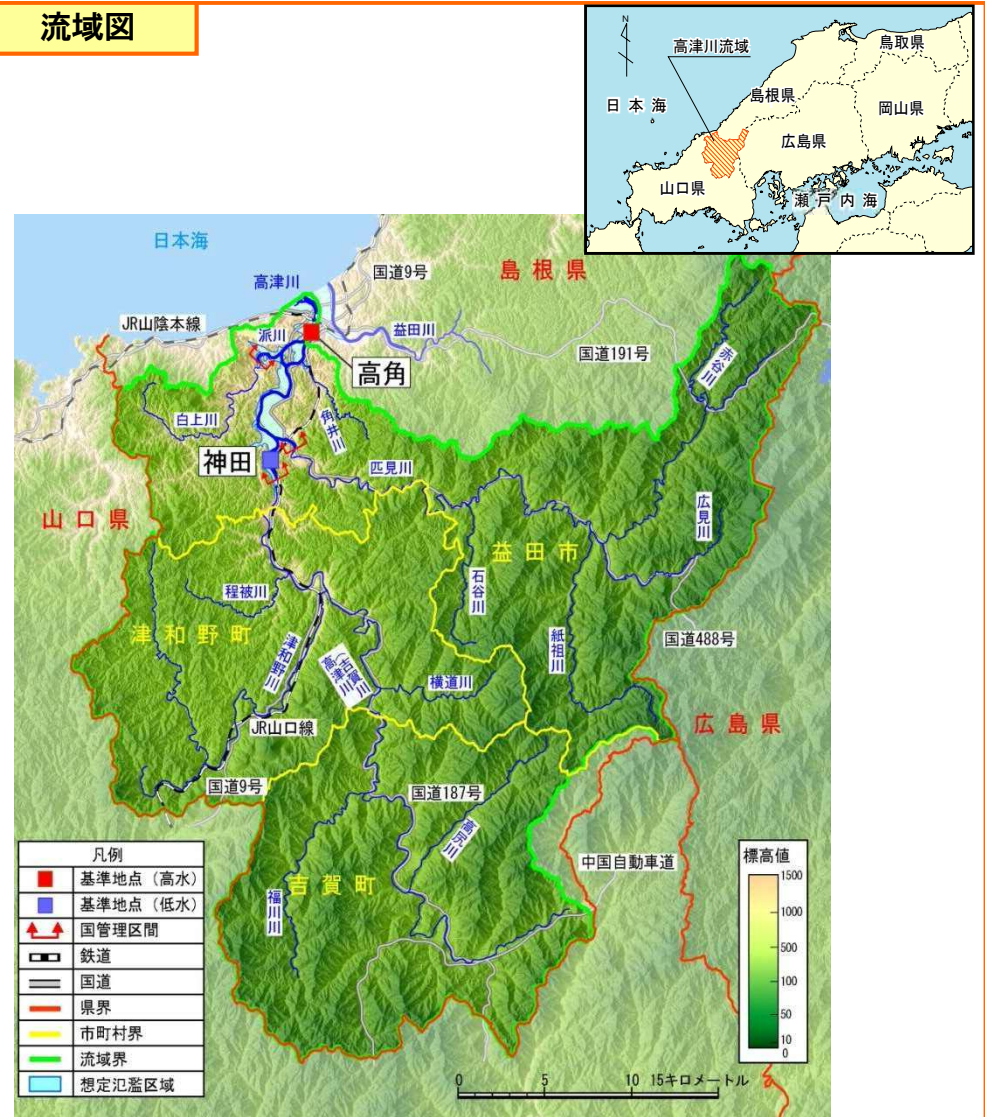 流域図
N
高津川流域
鳥取県
島根県
日本海
岡山県
広島県
山口県
瀬戸内海
日本海
高津川
国道9号
島根県
JR山陰本線
派川
益田川
国道191号
高角
赤谷川
白上川
角井川
神田
匹見川
広見川
山口県
益田市
石谷川
程被川
津和野町
紙祖川
国道488号
津和野川
高津川
(吉賀川)
横道川
広島県
JR山口線
国道9号
国道187号
高尻川
中国自動車道
吉賀町
福川川
凡例
基準地点(高水)
基準地点(低水)
国管理区間
鉄道
国道
県界
市町村界
流域界
想定氾濫区域
標高値
1500
1000
500
100
50
10
0
0 5 10 15キロメートル